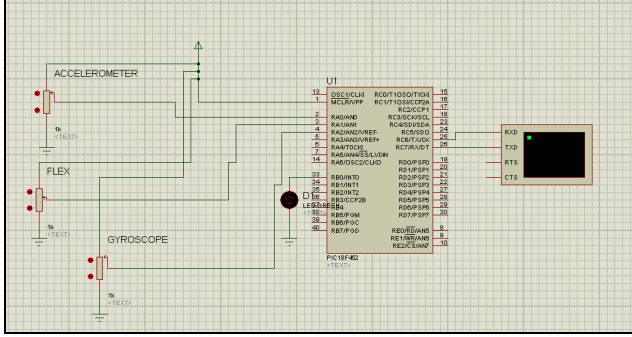 ACCELEROMETER
1k
<TEXT>
FLEX
1k
<TEXT>
GYROSCOPE
1k
<TEXT>
U1
13 OSC1/CLKI RC0/T1OSO/T1CKI 15
1 MCLR/VPP RC1/T1OSI/CCP2A 16
RC2/CCP1 17
2 RA0/AN0 RC3/SCK/SCL 18
3 RA1/AN1 RC4/SDI/SDA 23
4 RA2/AN2/VREF- RC5/SDO 24
5 RA3/AN3/VREF+ RC6/TX/CK 25
6 RA4/T0CKI RC7/RX/DT 26
7 RA5/AN4/SS/LVDIN
14 RA6/OSC2/CLKO RD0/PSP0 19
RD1/PSP1 20
33 RB0/INT0 RD2/PSP2 21
34 RB1/INT1 RD3/PSP3 22
35 RB2/INT2 RD4/PSP4 27
36 RB3/CCP2B RD5/PSP5 28
37 RB4 RD6/PSP6 29
38 RB5/PGM RD7/PSP7 30
39 RB6/PGC
40 RB7/PGD RE0/RD/AN5 8
RE1/WR/AN6 9
RE2/CS/AN7 10
PIC18F452
<TEXT>
D1
RXD
TXD
RTS
CTS